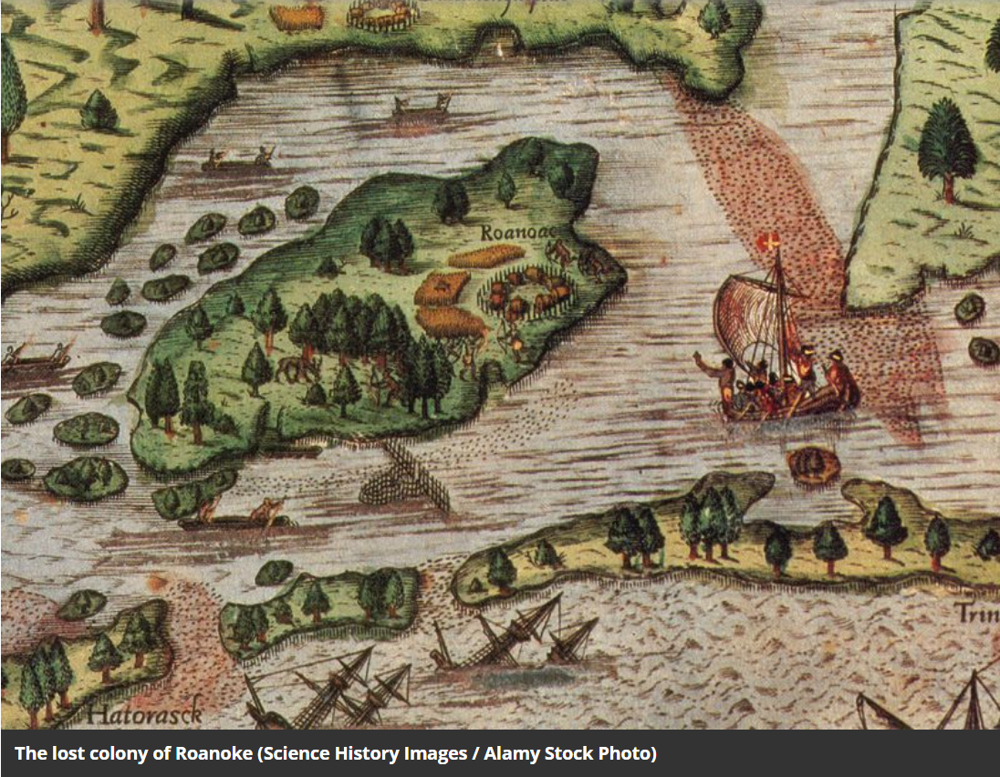 Roanoac
Trin
Hatorasck
The lost colony of Roanoke (Science History Images / Alamy Stock Photo)